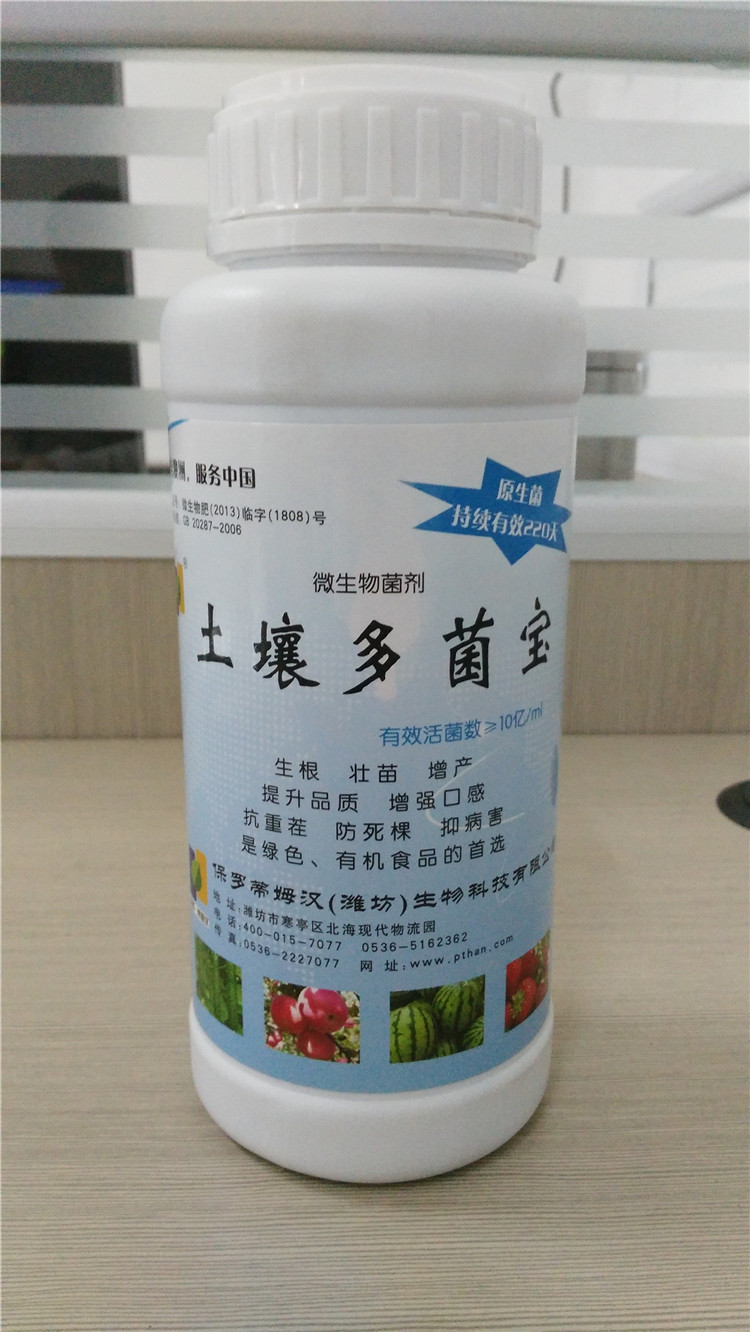 洲，服务中国
微生物肥(2013)临字(1808)号
GB 20287-2006
原生菌
持续有效220天
微生物菌剂
土壤多菌宝
有效活菌数≥10亿/ml
生根 壮苗 增产
提升品质 增强口感
抗重茬 防死棵 抑病害
是绿色、有机食品的首选
保罗蒂姆汉(潍坊)生物科技有限公
地址:潍坊市寒亭区北海现代物流园
电话:400-015-7077 0536-5162362
传真:0536-2227077 网址:www.pthan.com